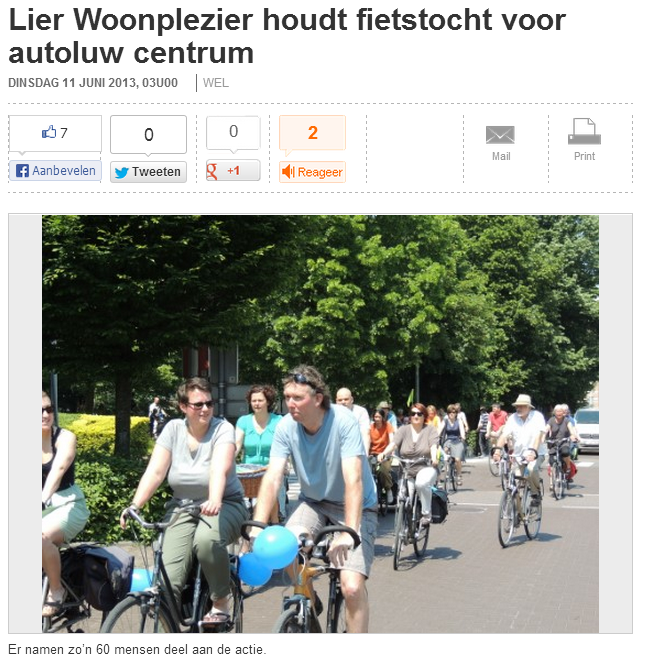 Lier Woonplezier houdt fietstocht voor
autoluw centrum
DINSDAG 11 JUNI 2013, 03U00 WEL
7 0 0 2
Aanbevelen Tweeten g +1 Reageer
Mail Print
Er namen zo'n 60 mensen deel aan de actie.